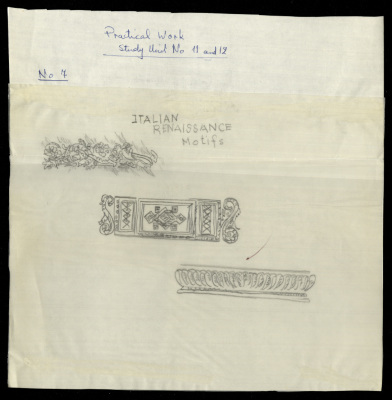 Practical Work
Study Unit No 11 and 12
No 7
ITALIAN
RENAISSANCE
Motifs